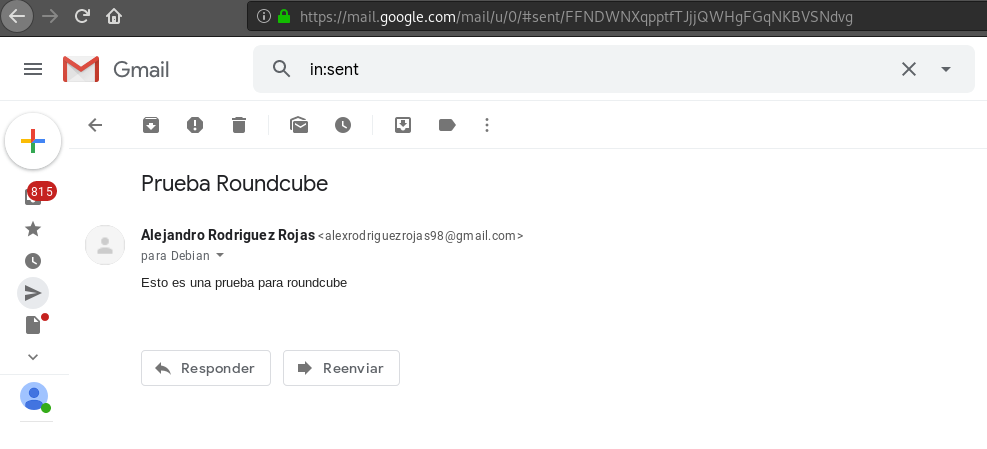 https://mail.google.com/mail/u/0/#sent/FFNDWNXqpptfTJjjQWHgFGqNKBVSNdvg
Gmail
in:sent
Prueba Roundcube
815
Alejandro Rodriguez Rojas <alexrodriguezrojas98@gmail.com>
para Debian
Esto es una prueba para roundcube
Responder
Reenviar